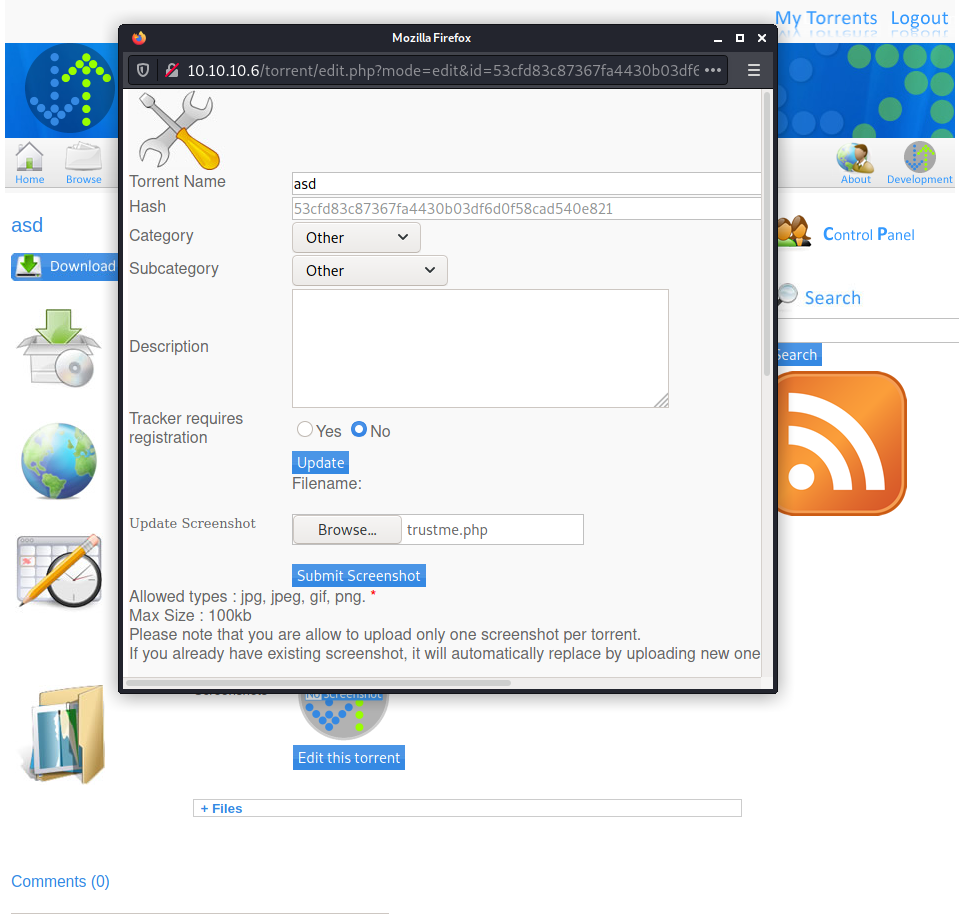 My Torrents Logout
Mozilla Firefox
10.10.10.6/torrent/edit.php?mode=edit&id=53cfd83c87367fa4430b03df6
Home
Browse
About
Development
asd
Download
Control Panel
Search
Search
Torrent Name
asd
Hash
53cfd83c87367fa4430b03df6d0f58cad540e821
Category
Other
Subcategory
Other
Description
Tracker requires
registration
Yes No
Update
Filename:
Update Screenshot
Browse... trustme.php
Submit Screenshot
Allowed types : jpg, jpeg, gif, png. *
Max Size : 100kb
Please note that you are allow to upload only one screenshot per torrent.
If you already have existing screenshot, it will automatically replace by uploading new one
Screenshots
No Screenshot
Edit this torrent
+ Files
Comments (0)